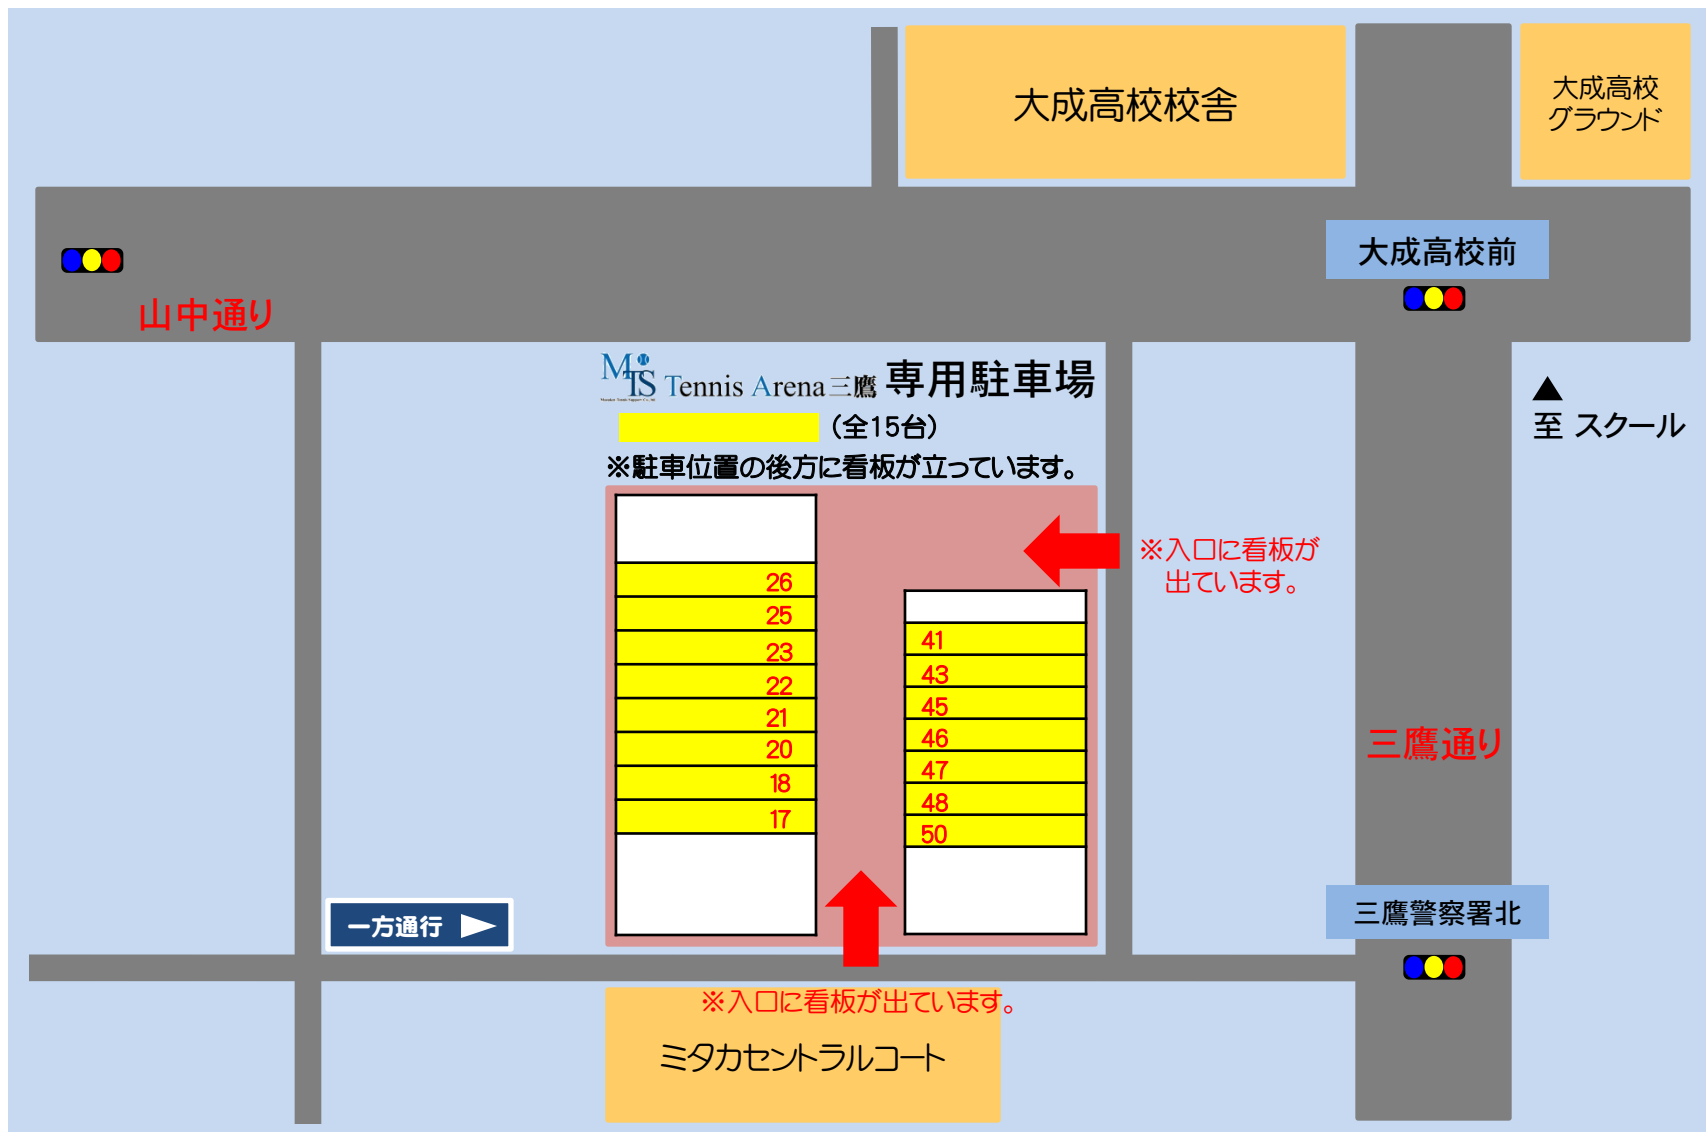 大成高校校舎
大成高校
グラウンド
大成高校前
山中通り
MTS Tennis Arena三鷹 専用駐車場
(全15台)
※駐車位置の後方に看板が立っています。
▲
至 スクール
※入口に看板が
出ています。
26
25
23
22
21
20
18
17
41
43
45
46
47
48
50
三鷹通り
一方通行
三鷹警察署北
※入口に看板が出ています。
ミタカセントラルコート